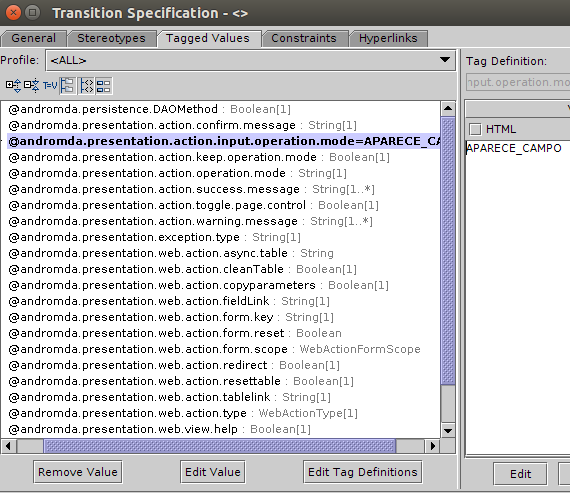 Transition Specification - <>
General
Stereotypes
Tagged Values
Constraints
Hyperlinks
Profile: <ALL>
T=V
@andromda.persistence.DAOMethod : Boolean[1]
@andromda.presentation.action.confirm.message : String[1]
@andromda.presentation.action.input.operation.mode=APARECE_CA
@andromda.presentation.action.keep.operation.mode : Boolean[1]
@andromda.presentation.action.operation.mode : String[1]
@andromda.presentation.action.success.message : String[1..*]
@andromda.presentation.action.toggle.page.control : Boolean[1]
@andromda.presentation.action.warning.message : String[1..*]
@andromda.presentation.exception.type : String[1]
@andromda.presentation.web.action.async.table : String
@andromda.presentation.web.action.cleanTable : Boolean[1]
@andromda.presentation.web.action.copyparameters : Boolean[1]
@andromda.presentation.web.action.fieldLink : String[1]
@andromda.presentation.web.action.form.key : String[1]
@andromda.presentation.web.action.form.reset : Boolean
@andromda.presentation.web.action.form.scope : WebActionFormScope
@andromda.presentation.web.action.redirect : Boolean[1]
@andromda.presentation.web.action.resettable : Boolean[1]
@andromda.presentation.web.action.tablelink : String[1]
@andromda.presentation.web.action.type : WebActionType[1]
@andromda.presentation.web.view.help : Boolean[1]
Remove Value
Edit Value
Edit Tag Definitions
Tag Definition:
nput.operation.mo
HTML
APARECE_CAMPO
Edit